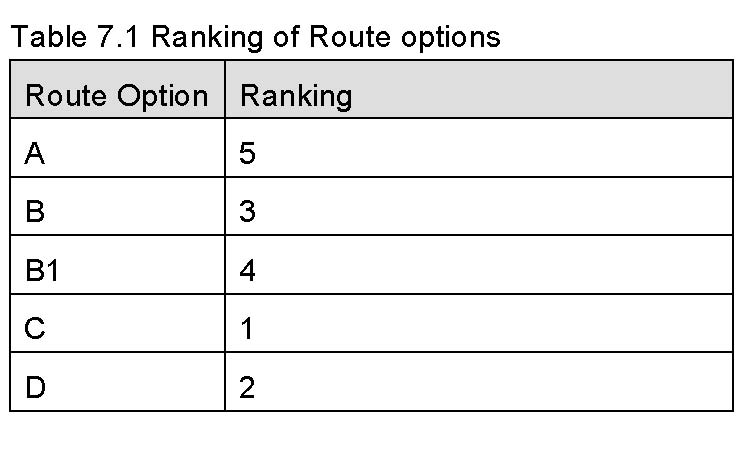 Table 7.1 Ranking of Route options
Route Option Ranking
A 5
B 3
B1 4
C 1
D 2